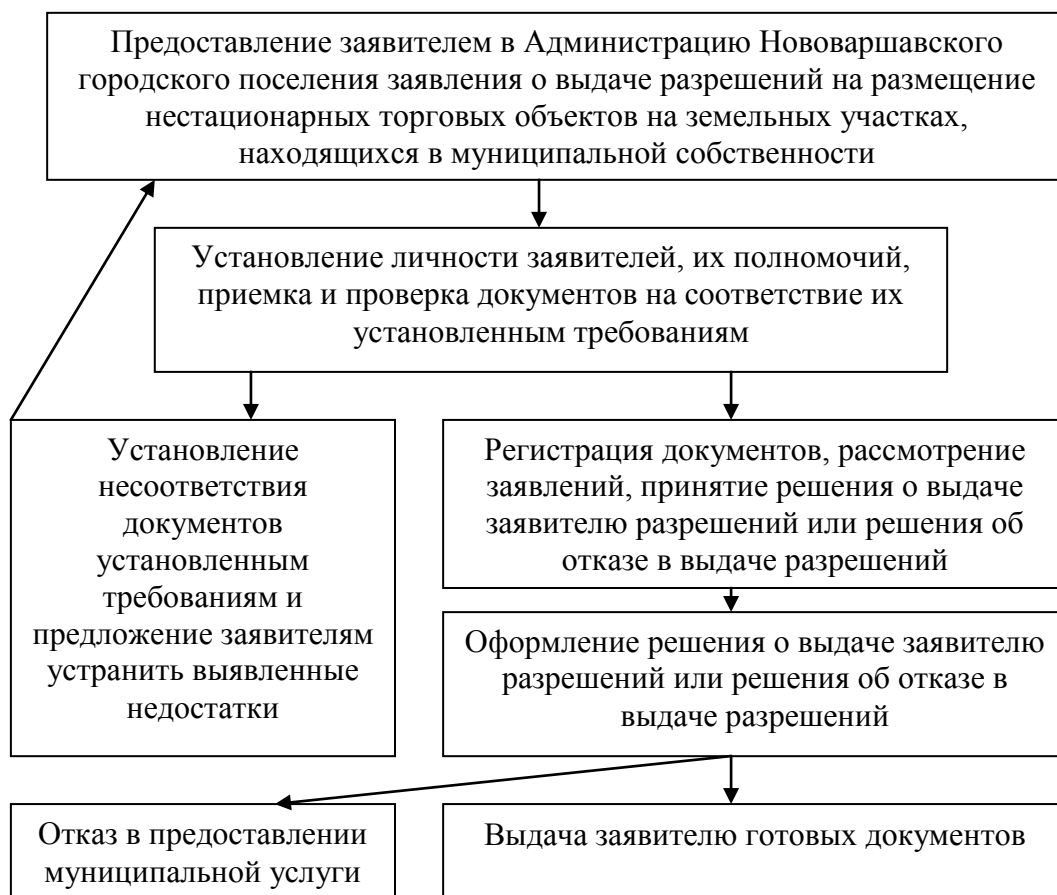 Предоставление заявителем в Администрацию Нововаршавского
городского поселения заявления о выдаче разрешений на размещение
нестационарных торговых объектов на земельных участках,
находящихся в муниципальной собственности
Установление личности заявителей, их полномочий,
приемка и проверка документов на соответствие их
установленным требованиям
Установление
несоответствия
документов
установленным
требованиям и
предложение заявителям
устранить выявленные
недостатки
Регистрация документов, рассмотрение
заявлений, принятие решения о выдаче
заявителю разрешений или решения об
отказе в выдаче разрешений
Оформление решения о выдаче заявителю
разрешений или решения об отказе в
выдаче разрешений
Отказ в предоставлении
муниципальной услуги
Выдача заявителю готовых документов